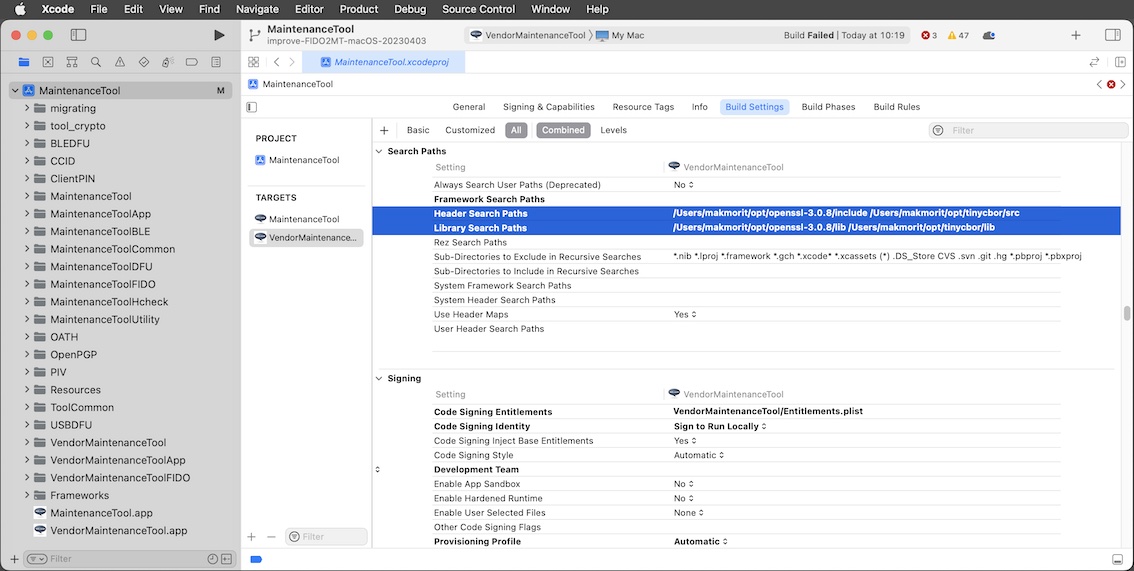 Xcode File Edit View Find Navigate Editor Product Debug Source Control Window Help
MaintenanceTool
improve-FIDO2MT-macOS-20230403
VendorMaintenanceTool 〉 My Mac
Build Failed | Today at 10:19
3
47
MaintenanceTool.xcodeproj
MaintenanceTool
General Signing & Capabilities Resource Tags Info Build Settings Build Phases Build Rules
Basic Customized All Combined Levels
Filter
MaintenanceTool M
migrating
tool_crypto
BLEDFU
CCID
ClientPIN
MaintenanceTool
MaintenanceToolApp
MaintenanceToolBLE
MaintenanceToolCommon
MaintenanceToolDFU
MaintenanceToolFIDO
MaintenanceToolHcheck
MaintenanceToolUtility
OATH
OpenPGP
PIV
Resources
ToolCommon
USBDFU
VendorMaintenanceTool
VendorMaintenanceToolApp
VendorMaintenanceToolFIDO
Frameworks
MaintenanceTool.app
VendorMaintenanceTool.app
Filter
PROJECT
MaintenanceTool
TARGETS
MaintenanceTool
VendorMaintenance...
Filter
Search Paths
Setting VendorMaintenanceTool
Always Search User Paths (Deprecated) No
Framework Search Paths
Header Search Paths /Users/makmorit/opt/openssl-3.0.8/include /Users/makmorit/opt/tinycbor/src
Library Search Paths /Users/makmorit/opt/openssl-3.0.8/lib /Users/makmorit/opt/tinycbor/lib
Rez Search Paths
Sub-Directories to Exclude in Recursive Searches *.nib *.lproj *.framework *.gch *.xcode* *.xcassets (*) .DS_Store CVS .svn .git .hg *.pbproj *.pbxproj
Sub-Directories to Include in Recursive Searches
System Framework Search Paths
System Header Search Paths
Use Header Maps Yes
User Header Search Paths
Signing
Setting VendorMaintenanceTool
Code Signing Entitlements VendorMaintenanceTool/Entitlements.plist
Code Signing Identity Sign to Run Locally
Code Signing Inject Base Entitlements Yes
Code Signing Style Automatic
Development Team
Enable App Sandbox No
Enable Hardened Runtime No
Enable User Selected Files None
Other Code Signing Flags
Provisioning Profile Automatic